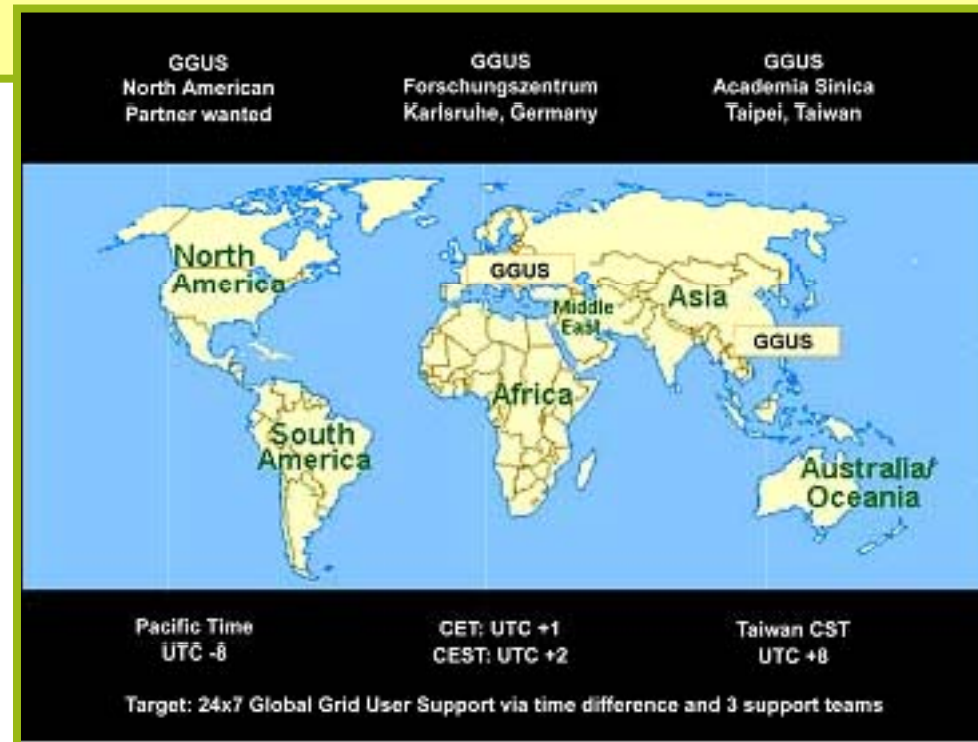 GGUS
North American
Partner wanted
GGUS
Forschungszentrum
Karlsruhe, Germany
GGUS
Academia Sinica
Taipei, Taiwan
North
America
GGUS
Middle
East
Asia
GGUS
Africa
South
America
Australia/
Oceania
Pacific Time
UTC -8
CET: UTC +1
CEST: UTC +2
Taiwan CST
UTC +8
Target: 24x7 Global Grid User Support via time difference and 3 support teams